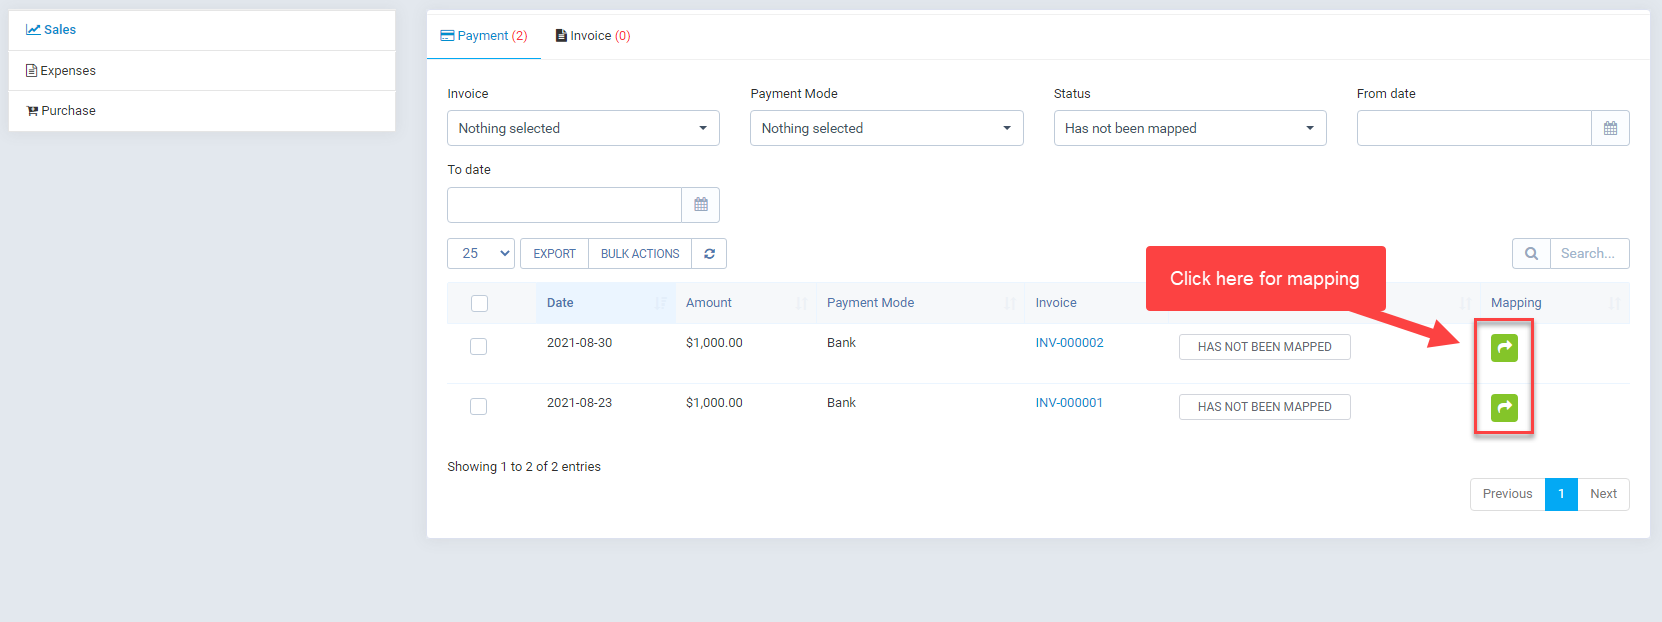 Sales
Expenses
Purchase
Payment (2) Invoice (0)
Invoice Payment Mode Status From date
Nothing selected Nothing selected Has not been mapped
To date
25 EXPORT BULK ACTIONS Search...
Click here for mapping
Date Amount Payment Mode Invoice Mapping
2021-08-30 $1,000.00 Bank INV-000002 HAS NOT BEEN MAPPED
2021-08-23 $1,000.00 Bank INV-000001 HAS NOT BEEN MAPPED
Showing 1 to 2 of 2 entries
Previous 1 Next